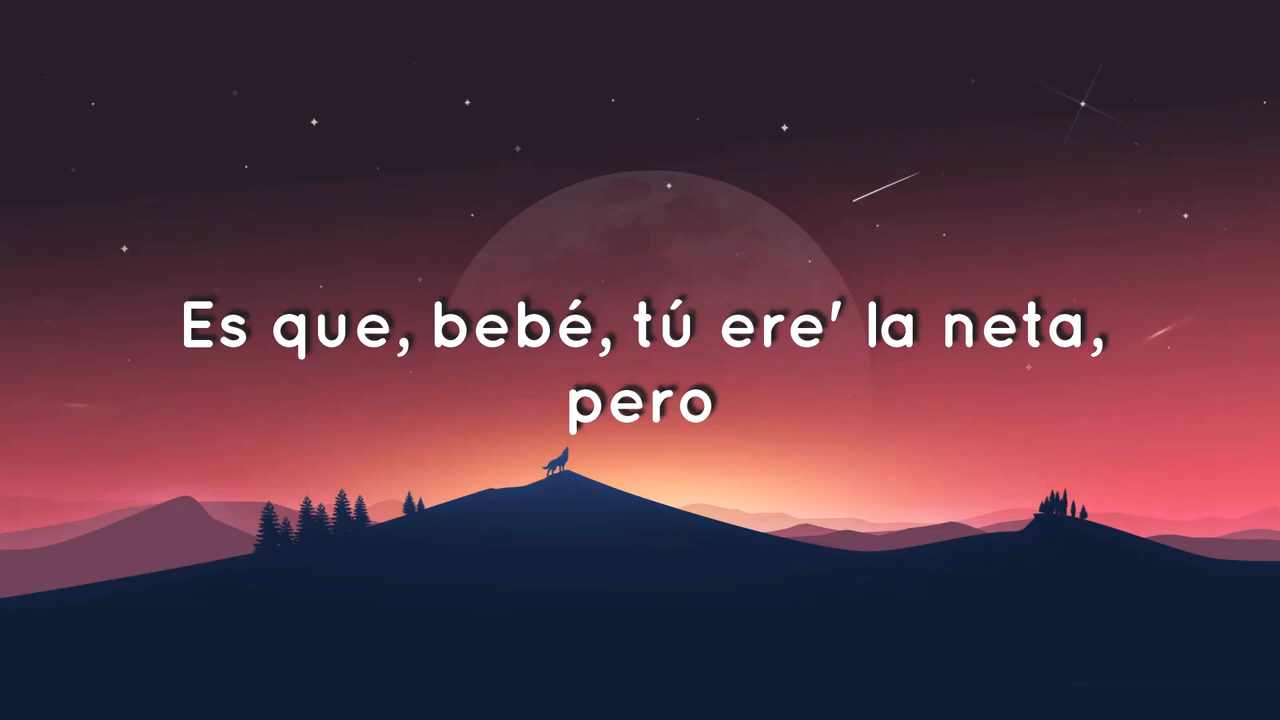 Es que, bebé, tú ere' la neta,
pero